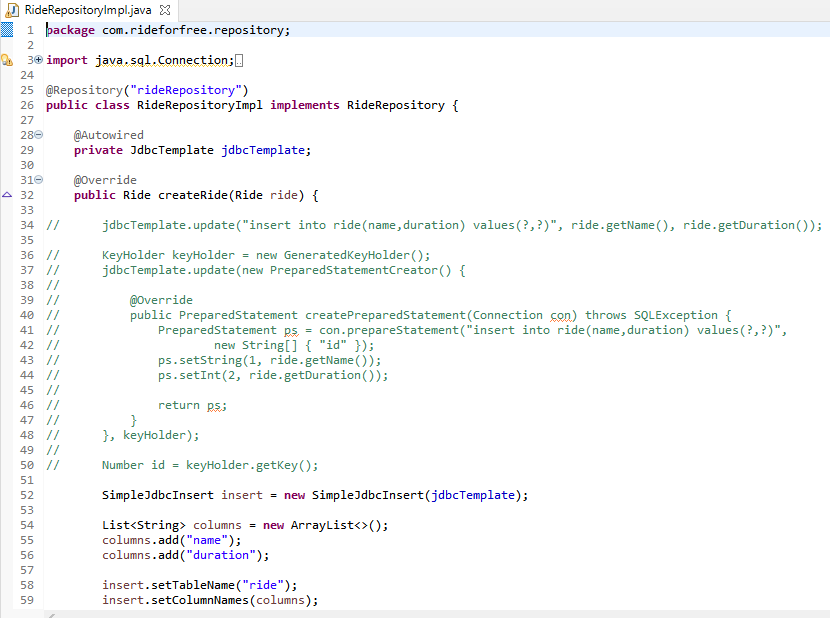 RideRepositoryImpl.java
1 package com.rideforfree.repository;
2
3 import java.sql.Connection;
24
25 @Repository("rideRepository")
26 public class RideRepositoryImpl implements RideRepository {
27
28 @Autowired
29 private JdbcTemplate jdbcTemplate;
30
31 @Override
32 public Ride createRide(Ride ride) {
33
34 // jdbcTemplate.update("insert into ride(name,duration) values(?,?)", ride.getName(), ride.getDuration());
35
36 // KeyHolder keyHolder = new GeneratedKeyHolder();
37 // jdbcTemplate.update(new PreparedStatementCreator() {
38 //
39 // @Override
40 // public PreparedStatement createPreparedStatement(Connection con) throws SQLException {
41 // PreparedStatement ps = con.prepareStatement("insert into ride(name,duration) values(?,?)",
42 // new String[] { "id" });
43 // ps.setString(1, ride.getName());
44 // ps.setInt(2, ride.getDuration());
45 //
46 // return ps;
47 // }
48 // }, keyHolder);
49 //
50 // Number id = keyHolder.getKey();
51
52 SimpleJdbcInsert insert = new SimpleJdbcInsert(jdbcTemplate);
53
54 List<String> columns = new ArrayList<>();
55 columns.add("name");
56 columns.add("duration");
57
58 insert.setTableName("ride");
59 insert.setColumnNames(columns);